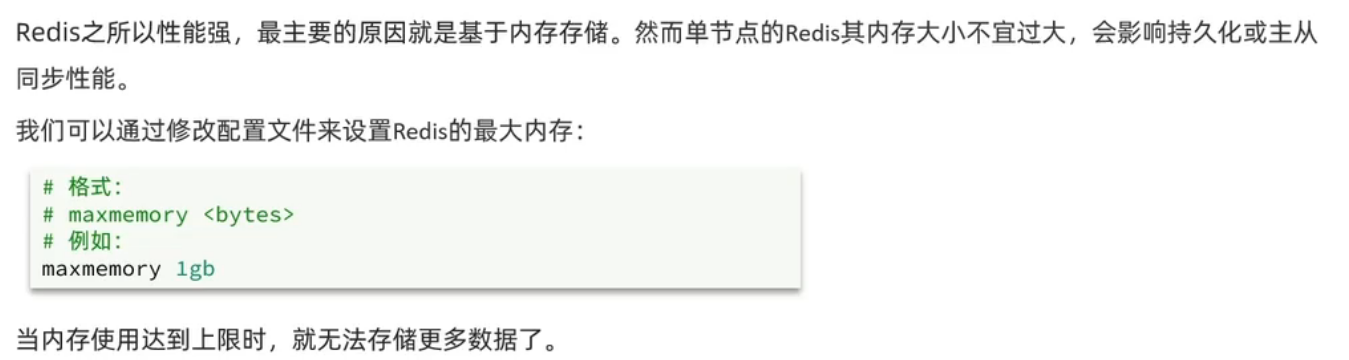 Redis之所以性能强，最主要的原因就是基于内存存储。然而单节点的Redis其内存大小不宜过大，会影响持久化或主从
同步性能。
我们可以通过修改配置文件来设置Redis的最大内存：
# 格式：
# maxmemory <bytes>
# 例如：
maxmemory 1gb
当内存使用达到上限时，就无法存储更多数据了。